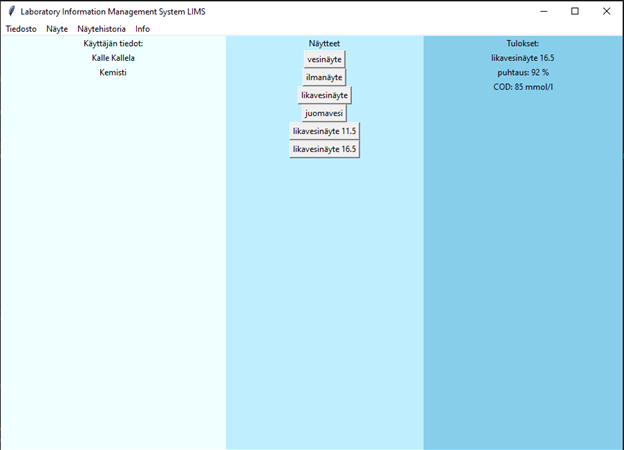 Laboratory Information Management System LIMS
Tiedosto Näyte Näytehistoria Info
Käyttäjän tiedot:
Kalle Kallela
Kemisti
Näytteet
vesinäyte
ilmanäyte
likavesinäyte
juomavesi
likavesinäyte 11.5
likavesinäyte 16.5
Tulokset:
likavesinäyte 16.5
puhtaus: 92 %
COD: 85 mmol/l